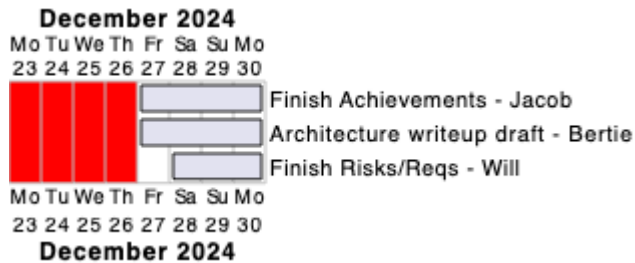 December 2024
Mo Tu We Th Fr Sa Su Mo
23 24 25 26 27 28 29 30
Finish Achievements - Jacob
Architecture writeup draft - Bertie
Finish Risks/Reqs - Will
Mo Tu We Th Fr Sa Su Mo
23 24 25 26 27 28 29 30
December 2024